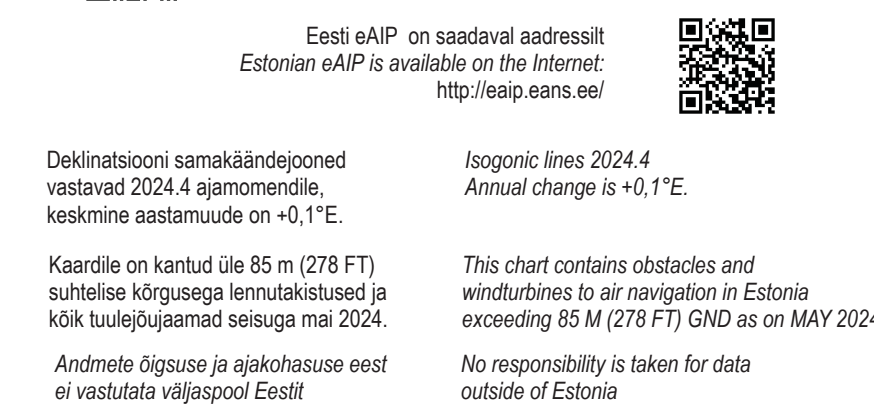 Eesti eAIP on saadaval aadressilt
Estonian eAIP is available on the Internet:
http://eaip.eans.ee/
Deklinatsiooni samakäändejooned
vastavad 2024.4 ajamomendile,
keskmine aastamuude on +0,1°E.
Isogonic lines 2024.4
Annual change is +0,1°E.
Kaardile on kantud üle 85 m (278 FT)
suhtelise kõrgusega lennutakistused ja
kõik tuulejõujaamad seisuga mai 2024.
This chart contains obstacles and
windturbines to air navigation in Estonia
exceeding 85 M (278 FT) GND as on MAY 2024
Andmete õigsuse ja ajakohasuse eest
ei vastutata väljaspool Eestit
No responsibility is taken for data
outside of Estonia